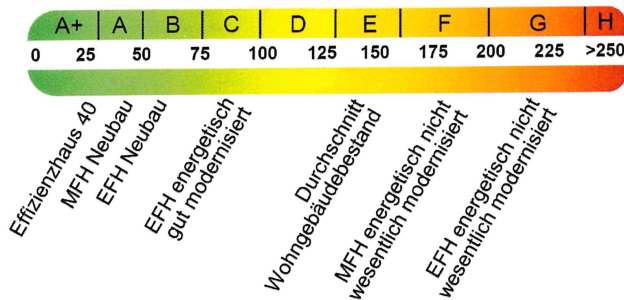 A+ A B C D E F G H
0 25 50 75 100 125 150 175 200 225 >250
Effizienzhaus 40
MFH Neubau
EFH Neubau
EFH energetisch
gut modernisiert
Durchschnitt
Wohngebäudebestand
MFH energetisch nicht
wesentlich modernisiert
EFH energetisch nicht
wesentlich modernisiert